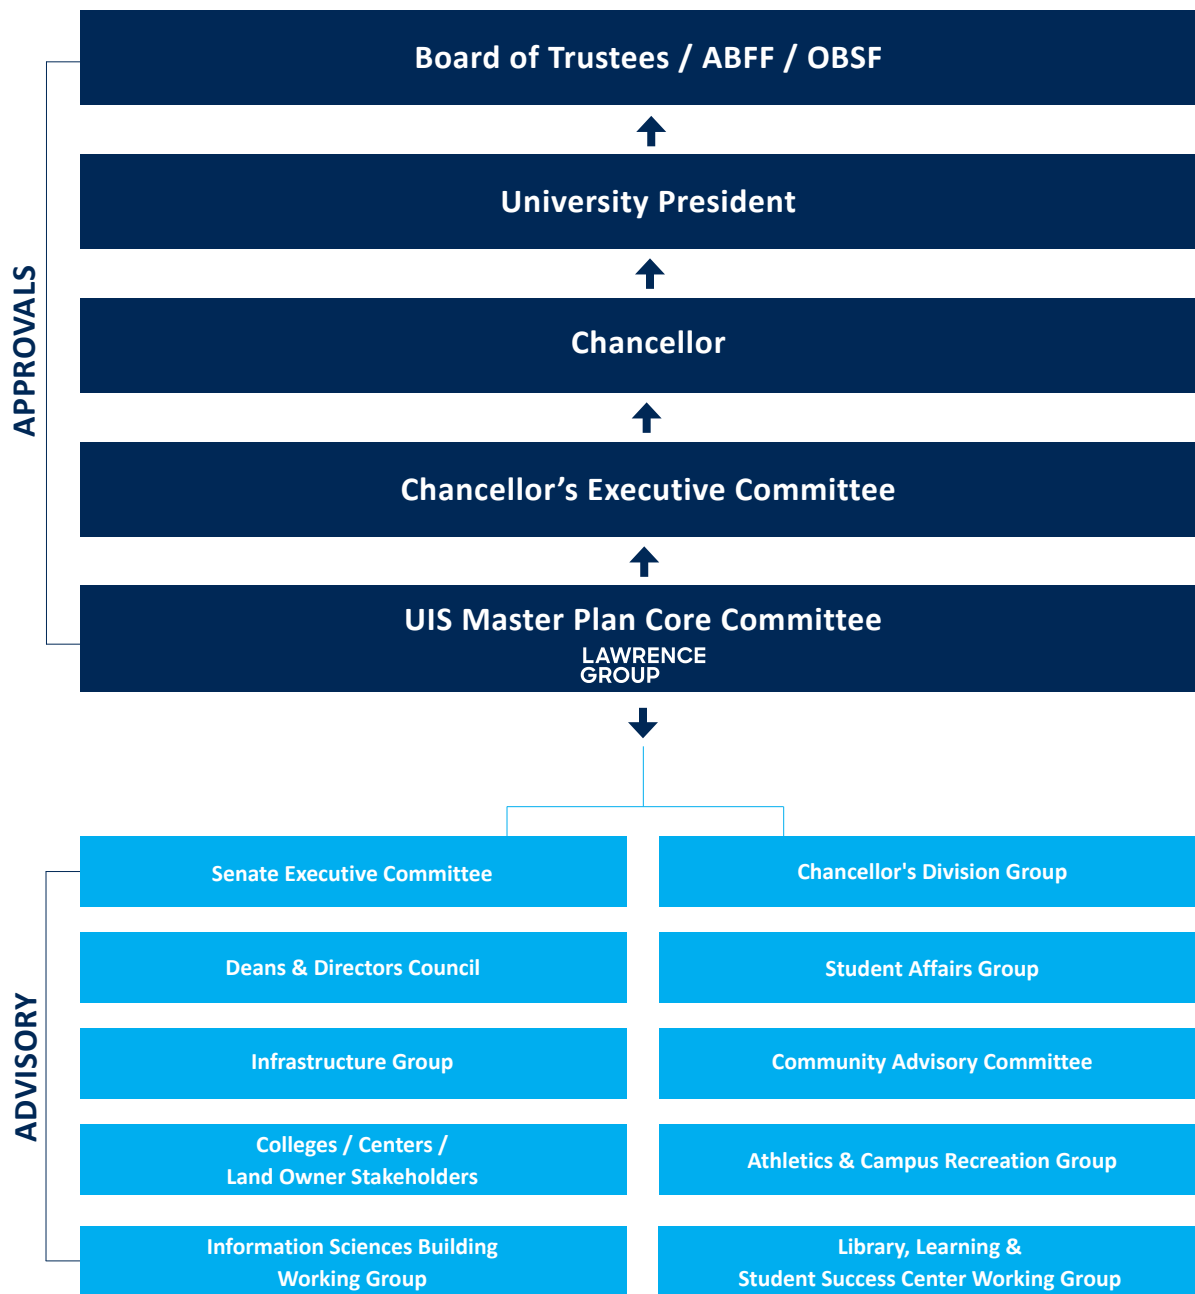 Board of Trustees / ABFF / OBSF
University President
APPROVALS
Chancellor
Chancellor’s Executive Committee
UIS Master Plan Core Committee
LAWRENCE
GROUP
ADVISORY
Senate Executive Committee
Chancellor's Division Group
Deans & Directors Council
Student Affairs Group
Infrastructure Group
Community Advisory Committee
Colleges / Centers /
Land Owner Stakeholders
Athletics & Campus Recreation Group
Information Sciences Building
Working Group
Library, Learning &
Student Success Center Working Group